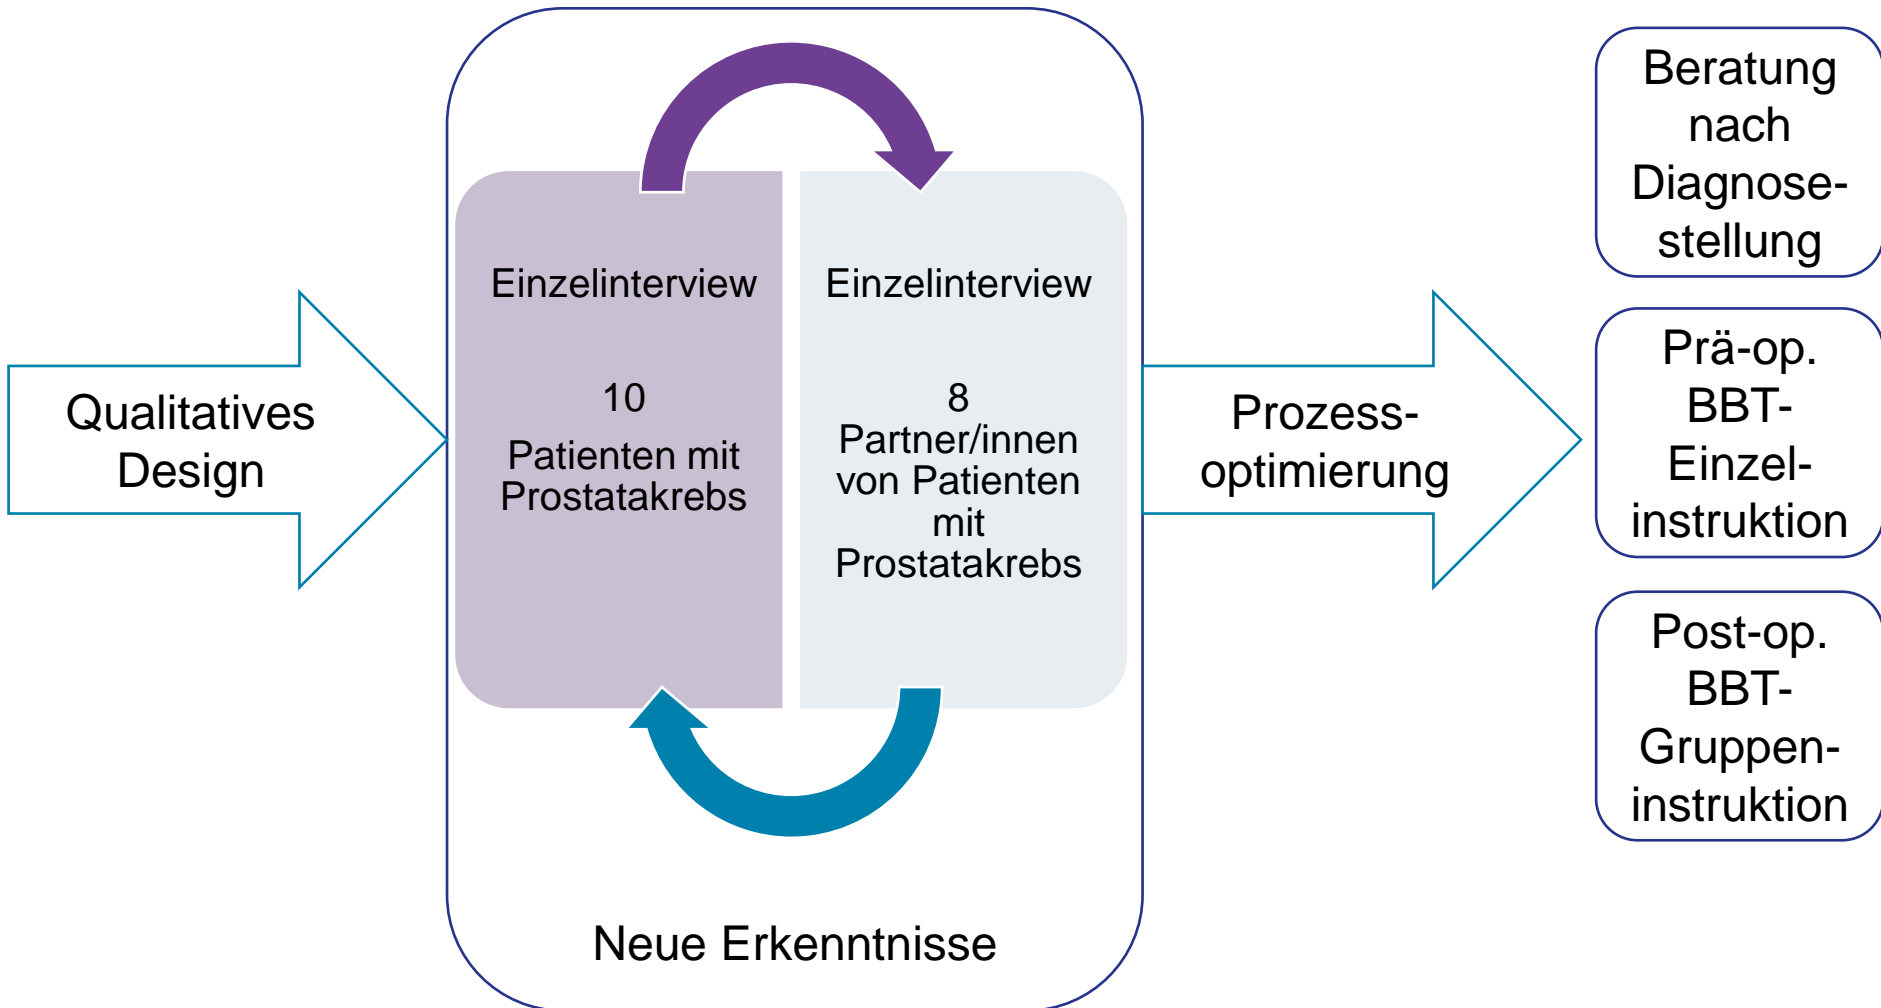 Qualitatives
Design
Einzelinterview
10
Patienten mit
Prostatakrebs
Einzelinterview
8
Partner/innen
von Patienten
mit
Prostatakrebs
Neue Erkenntnisse
Prozess-
optimierung
Beratung
nach
Diagnose-
stellung
Prä-op.
BBT-
Einzel-
instruktion
Post-op.
BBT-
Gruppen-
instruktion